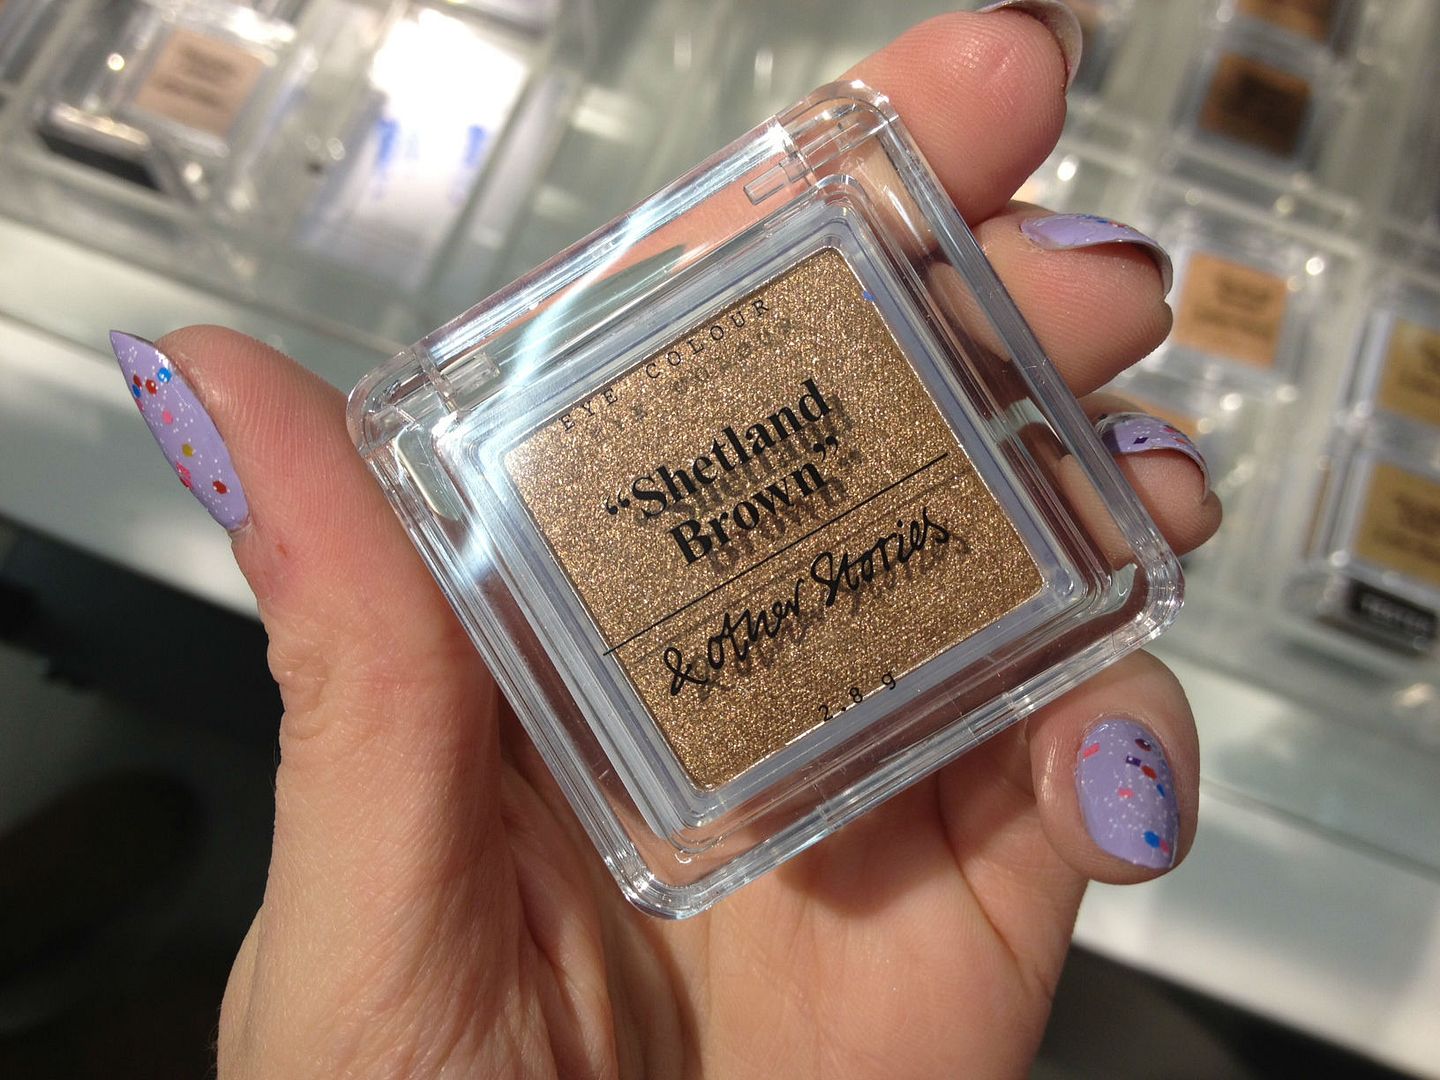 EYE COLOUR
“Shetland
Brown”
& other Stories
2,8 g